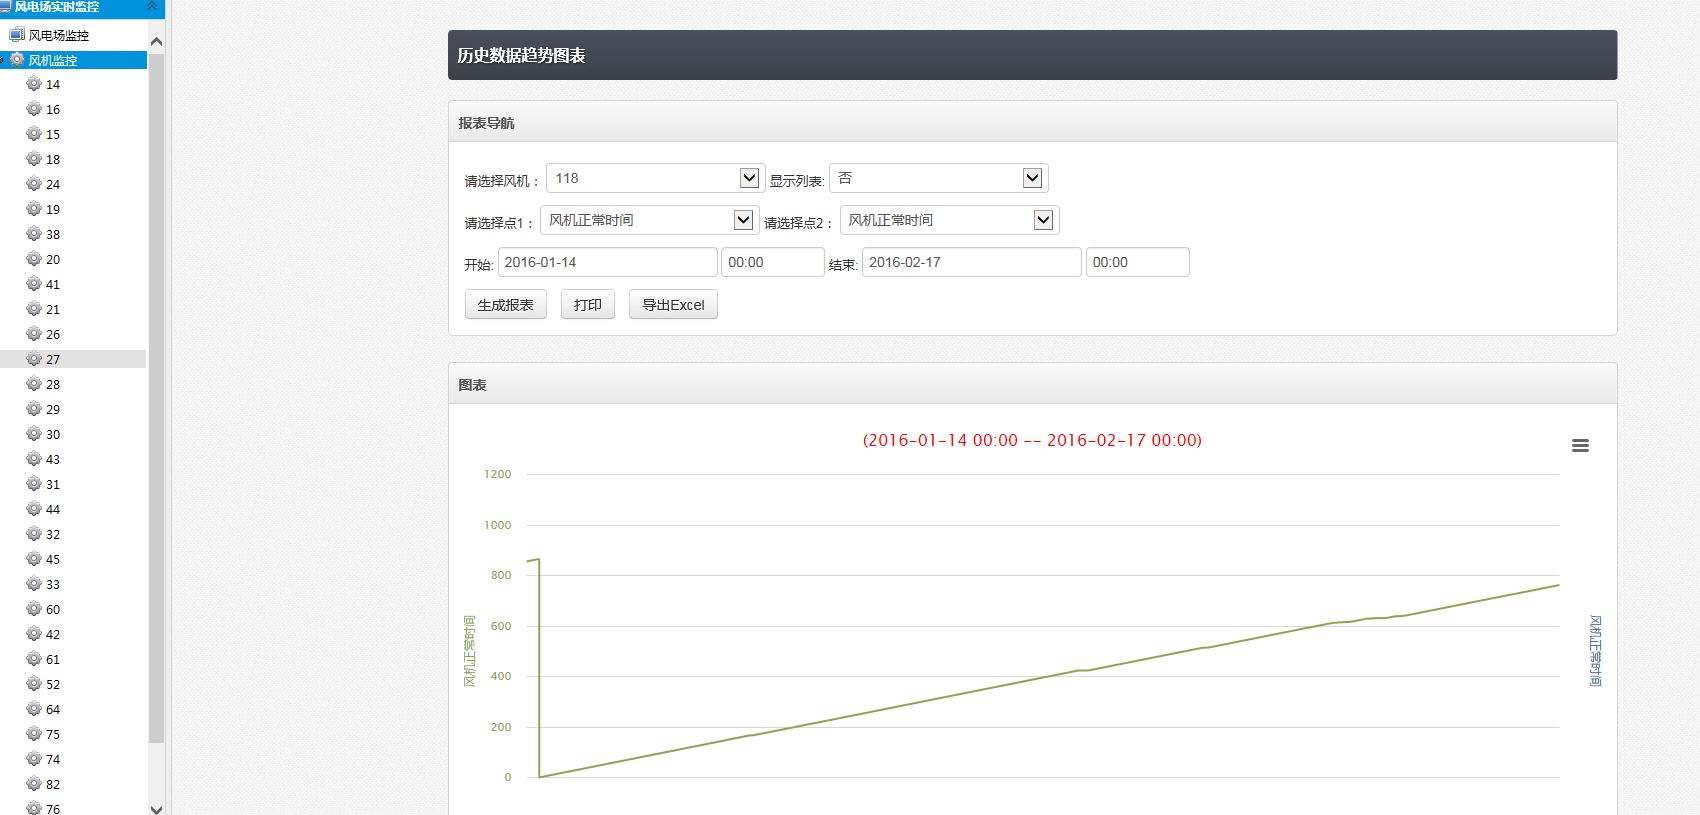 风电场实时监控
风电场监控
风机监控
14
16
15
18
24
19
38
20
41
21
26
27
28
29
30
43
31
44
32
45
33
60
42
61
52
64
75
74
82
76
历史数据趋势图表
报表导航
请选择风机： 118 显示列表: 否
请选择点1： 风机正常时间 请选择点2： 风机正常时间
开始: 2016-01-14 00:00 结束: 2016-02-17 00:00
生成报表 打印 导出Excel
图表
(2016-01-14 00:00 -- 2016-02-17 00:00)
1200
1000
800
600
400
200
0
风机正常时间
风机正常时间